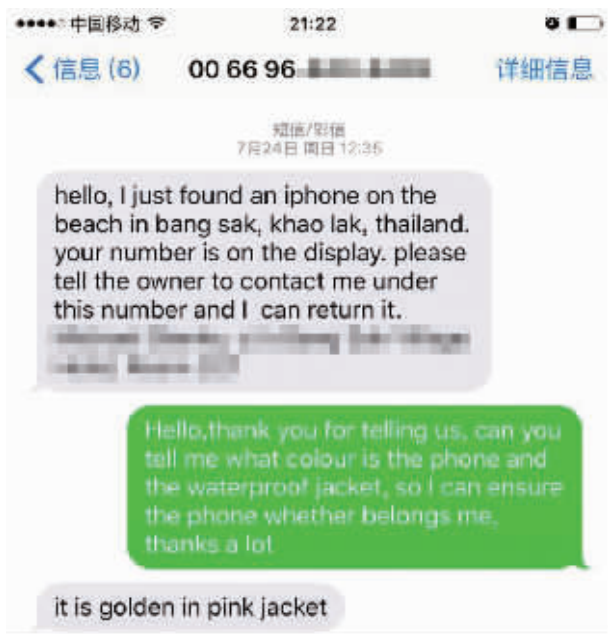 中国移动 21:22
信息 (6) 00 66 96 详细信息
短信/彩信
7月24日 周日 12:35
hello, I just found an iphone on the
beach in bang sak, khao lak, thailand.
your number is on the display. please
tell the owner to contact me under
this number and I can return it.
Hello,thank you for telling us, can you
tell me what colour is the phone and
the waterproof jacket, so I can ensure
the phone whether belongs me,
thanks a lot
it is golden in pink jacket